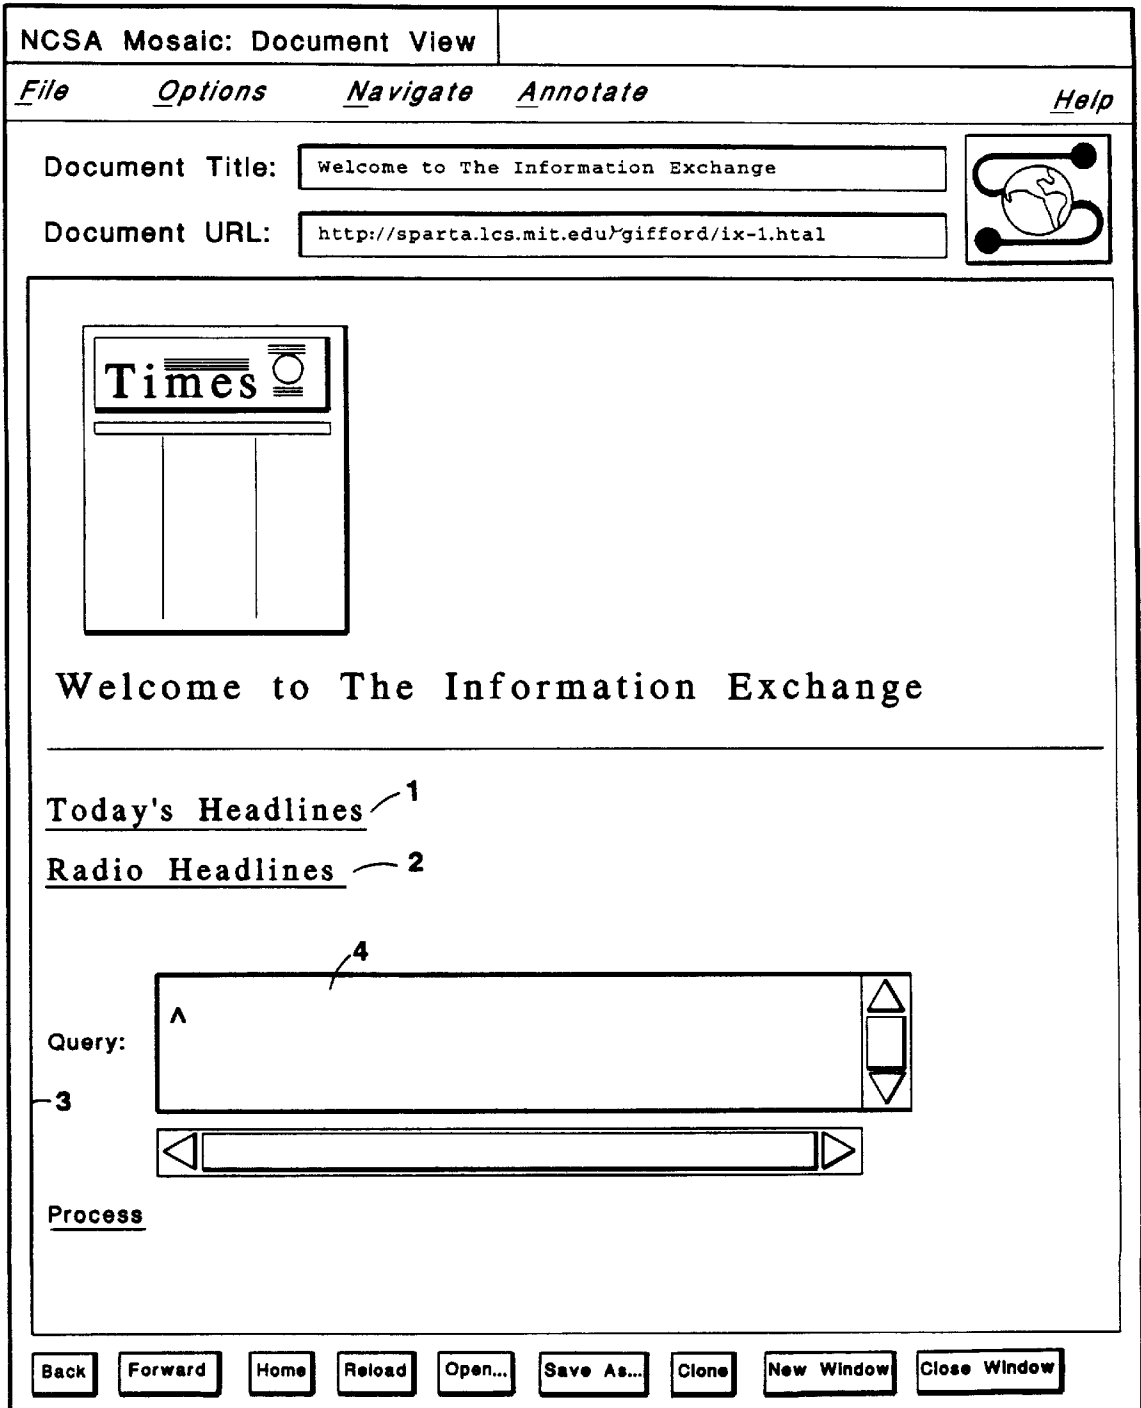 NCSA Mosaic: Document View
File Options Navigate Annotate Help
Document Title: Welcome to The Information Exchange
Document URL: http://sparta.lcs.mit.edu/~gifford/ix-1.htal
Times
Welcome to The Information Exchange
Today's Headlines 1
Radio Headlines 2
4
^
Query:
3
Process
Back Forward Home Reload Open... Save As... Clone New Window Close Window